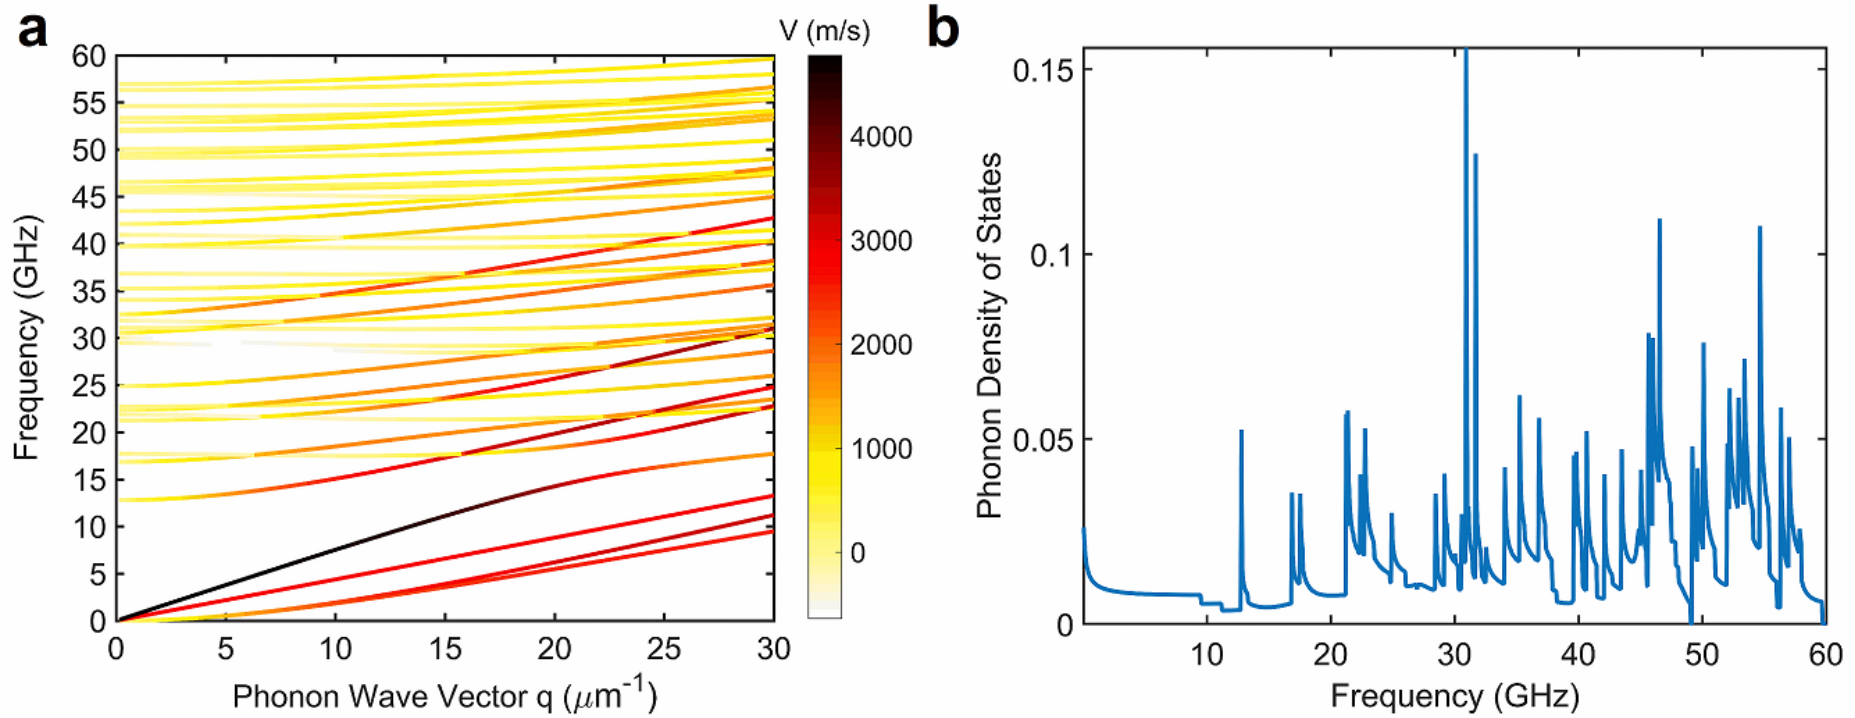 a
V (m/s)
60
55
50
45
40
35
30
25
20
15
10
5
0
Frequency (GHz)
0 5 10 15 20 25 30
Phonon Wave Vector q (μm⁻¹)
4000
3000
2000
1000
0
b
0.15
0.1
0.05
0
Phonon Density of States
10 20 30 40 50 60
Frequency (GHz)